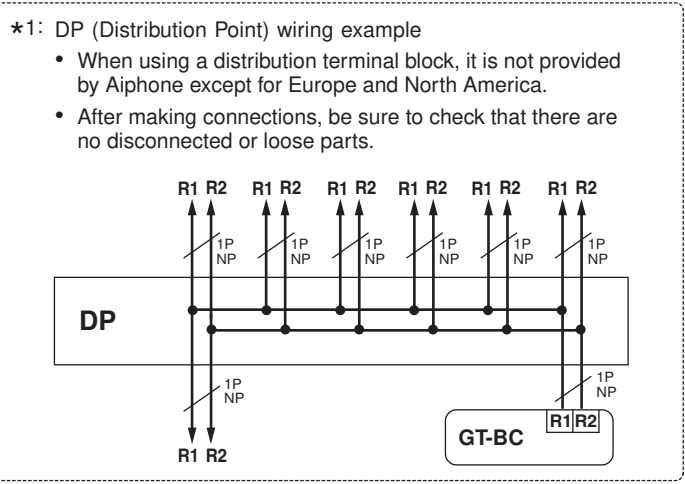 *1: DP (Distribution Point) wiring example
• When using a distribution terminal block, it is not provided
by Aiphone except for Europe and North America.
• After making connections, be sure to check that there are
no disconnected or loose parts.
R1 R2 R1 R2 R1 R2 R1 R2 R1 R2 R1 R2
1P 1P 1P 1P 1P 1P
NP NP NP NP NP NP
DP
1P 1P
NP NP
R1 R2
GT-BC
R1 R2